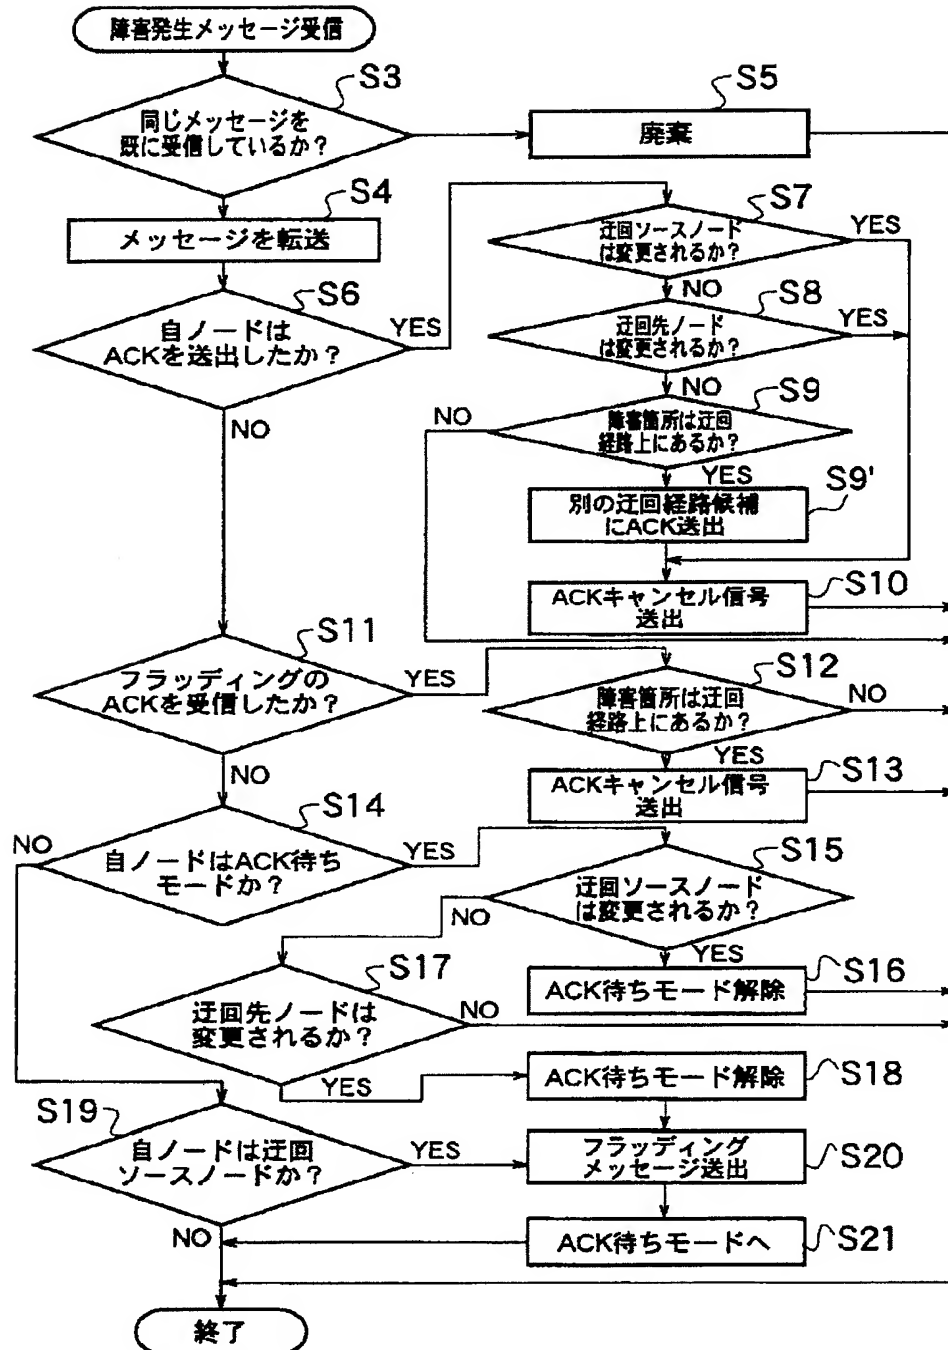 障害発生メッセージ受信
S3
同じメッセージを
既に受信しているか？
S5
廃棄
S4
メッセージを転送
S7
迂回ソースノード
は変更されるか？
YES
NO
S6
自ノードは
ACKを送出したか？
YES
NO
S8
迂回先ノード
は変更されるか？
YES
NO
S9
障害箇所は迂回
経路上にあるか？
NO
YES
S9'
別の迂回経路候補
にACK送出
S10
ACKキャンセル信号
送出
S11
フラッディングの
ACKを受信したか？
YES
NO
S12
障害箇所は迂回
経路上にあるか？
NO
YES
S13
ACKキャンセル信号
送出
S14
自ノードはACK待ち
モードか？
NO
YES
S15
迂回ソースノード
は変更されるか？
NO
YES
S16
ACK待ちモード解除
S17
迂回先ノードは
変更されるか？
NO
YES
S18
ACK待ちモード解除
S19
自ノードは迂回
ソースノードか？
YES
NO
S20
フラッディング
メッセージ送出
S21
ACK待ちモードへ
終了